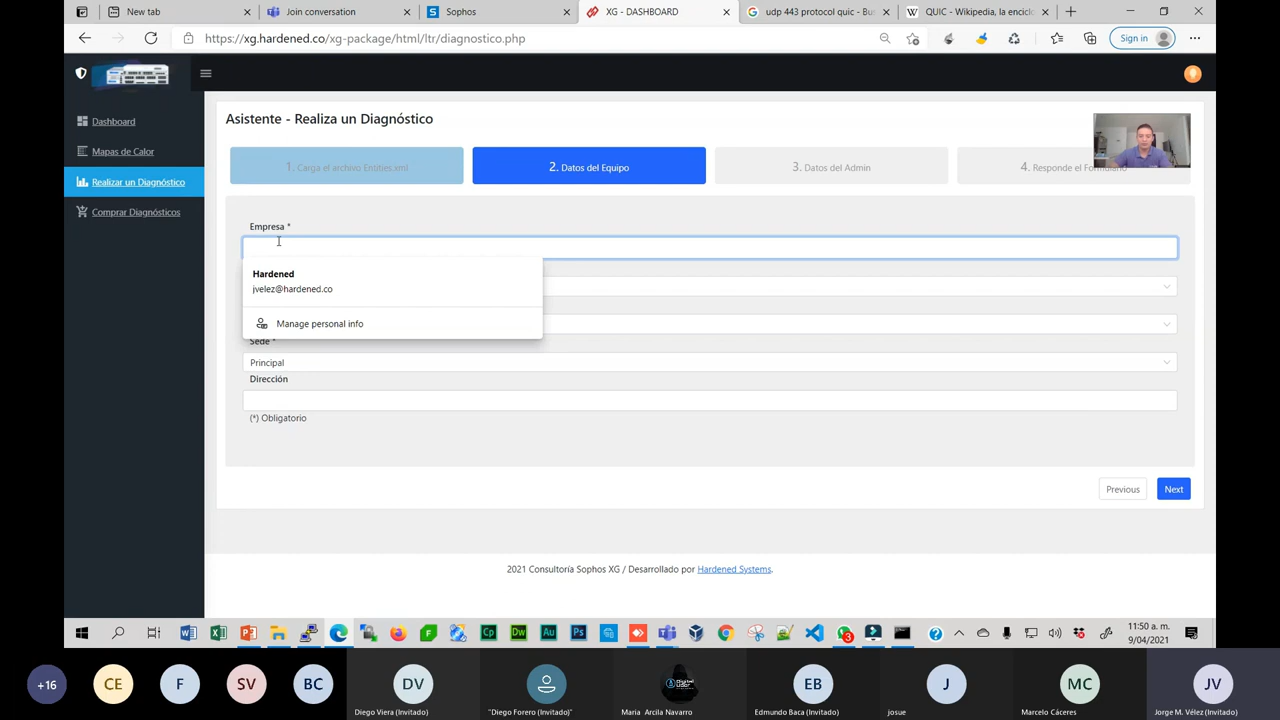 New tab
Join conversation
Sophos
XG - DASHBOARD
udp 443 protocol quic - Bus
QUIC - Wikipedia, la encicl
https://xg.hardened.co/xg-package/html/ltr/diagnostico.php
Sign in
Dashboard
Mapas de Calor
Realizar un Diagnóstico
Comprar Diagnósticos
Asistente - Realiza un Diagnóstico
1. Carga el archivo Entities.xml
2. Datos del Equipo
3. Datos del Admin
4. Responde el Formulario
Empresa *
Hardened
jvelez@hardened.co
Manage personal info
Sede *
Principal
Dirección
(*) Obligatorio
Previous
Next
2021 Consultoría Sophos XG / Desarrollado por Hardened Systems.
11:50 a. m.
9/04/2021
+16
CE
F
SV
BC
DV
EB
J
MC
JV
Diego Viera (Invitado)
"Diego Forero (Invitado)"
Maria Arcila Navarro
Edmundo Baca (Invitado)
josue
Marcelo Cáceres
Jorge M. Vélez (Invitado)